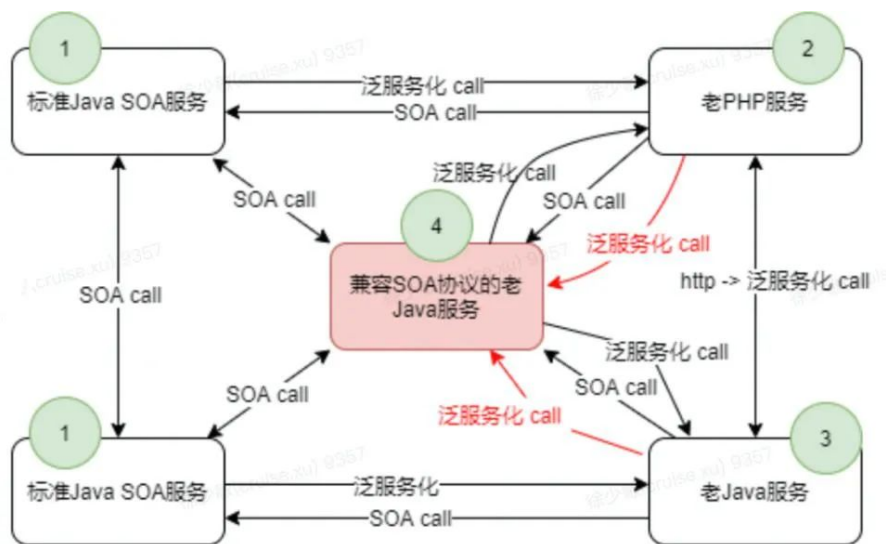 1
2
标准Java SOA服务
泛服务化 call
SOA call
老PHP服务
泛服务化 call
SOA call
SOA call
4
泛服务化 call
兼容SOA协议的老
Java服务
SOA call
http -> 泛服务化 call
泛服务化 call
SOA call
SOA call
泛服务化 call
1
3
标准Java SOA服务
泛服务化
SOA call
老Java服务